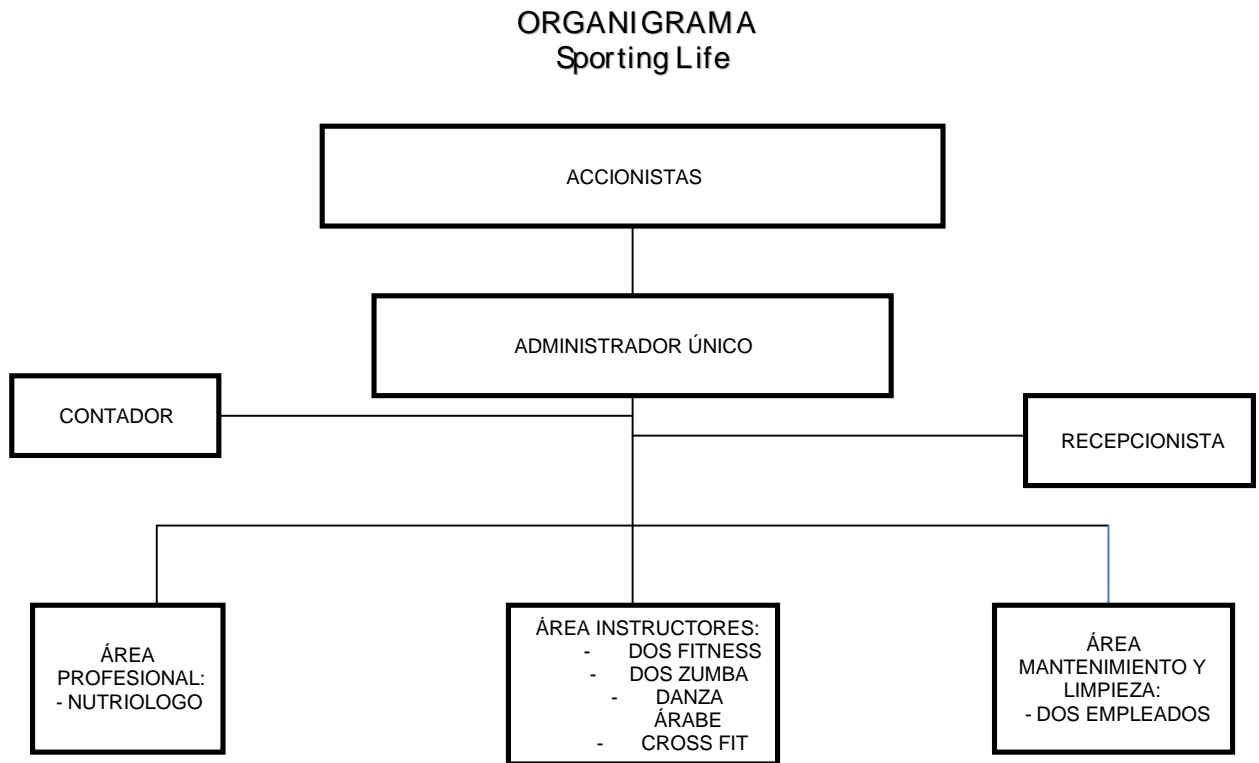 ORGANIGRAMA
Sporting Life
ACCIONISTAS
ADMINISTRADOR ÚNICO
CONTADOR
RECEPCIONISTA
ÁREA
PROFESIONAL:
- NUTRIOLOGO
ÁREA INSTRUCTORES:
- DOS FITNESS
- DOS ZUMBA
- DANZA
ÁRABE
- CROSS FIT
ÁREA
MANTENIMIENTO Y
LIMPIEZA:
- DOS EMPLEADOS